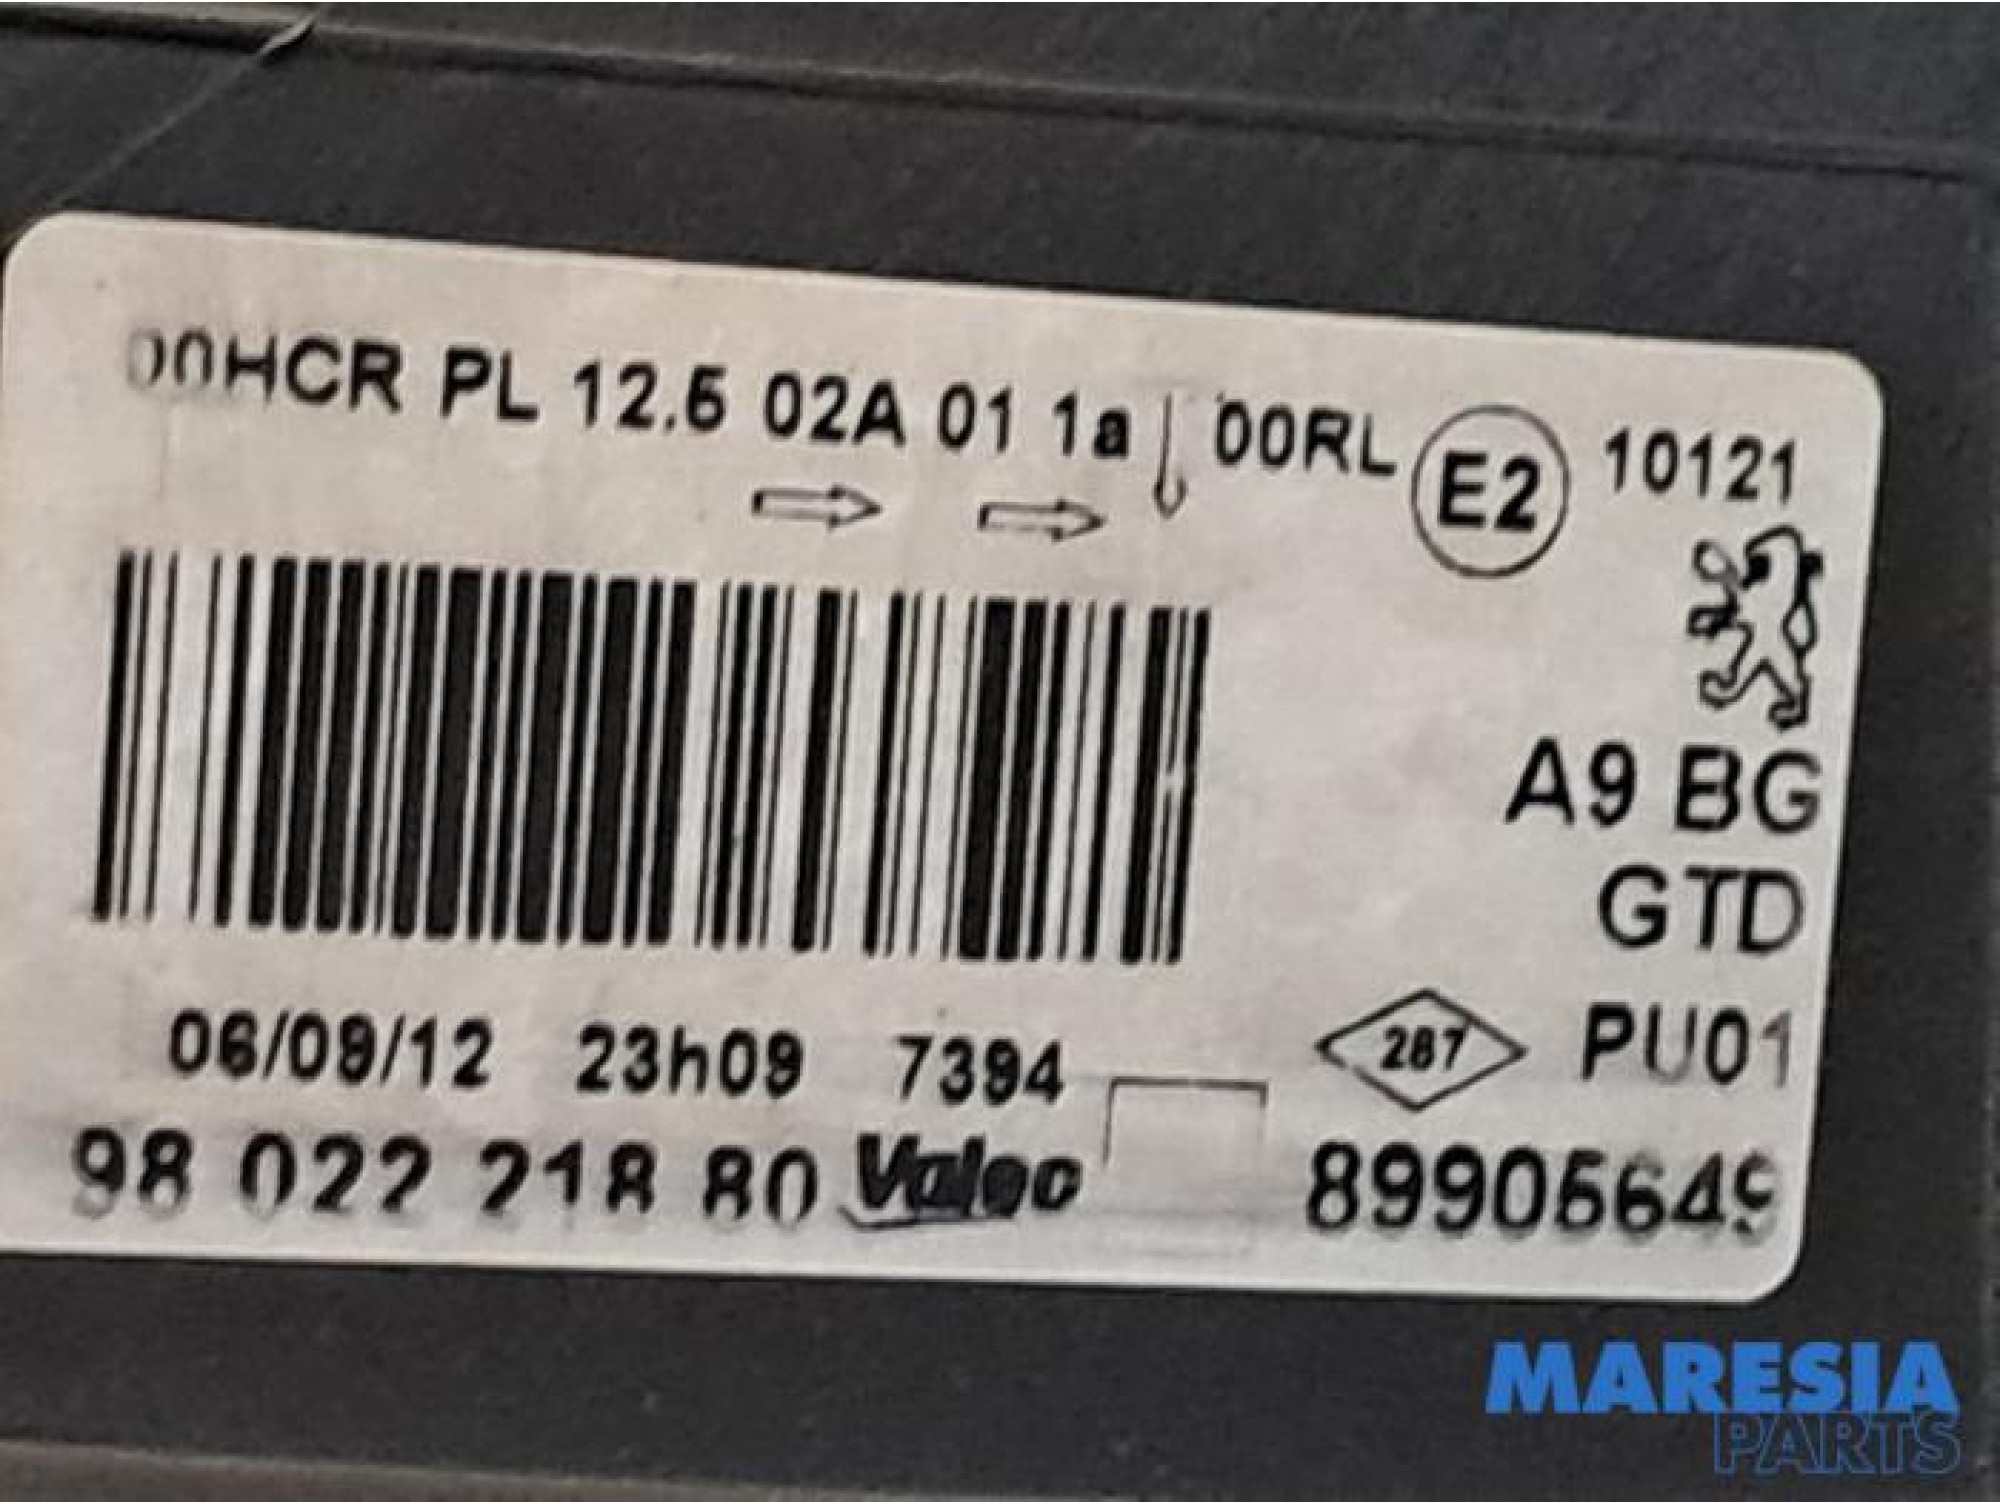 00HCR PL 12.5 02A 01 1a 00RL E2 10121
A9 BG
GTD
287 PU01
06/09/12 23h09 7394
98 022 218 80 Valeo 89905649
MARESIA
PARTS